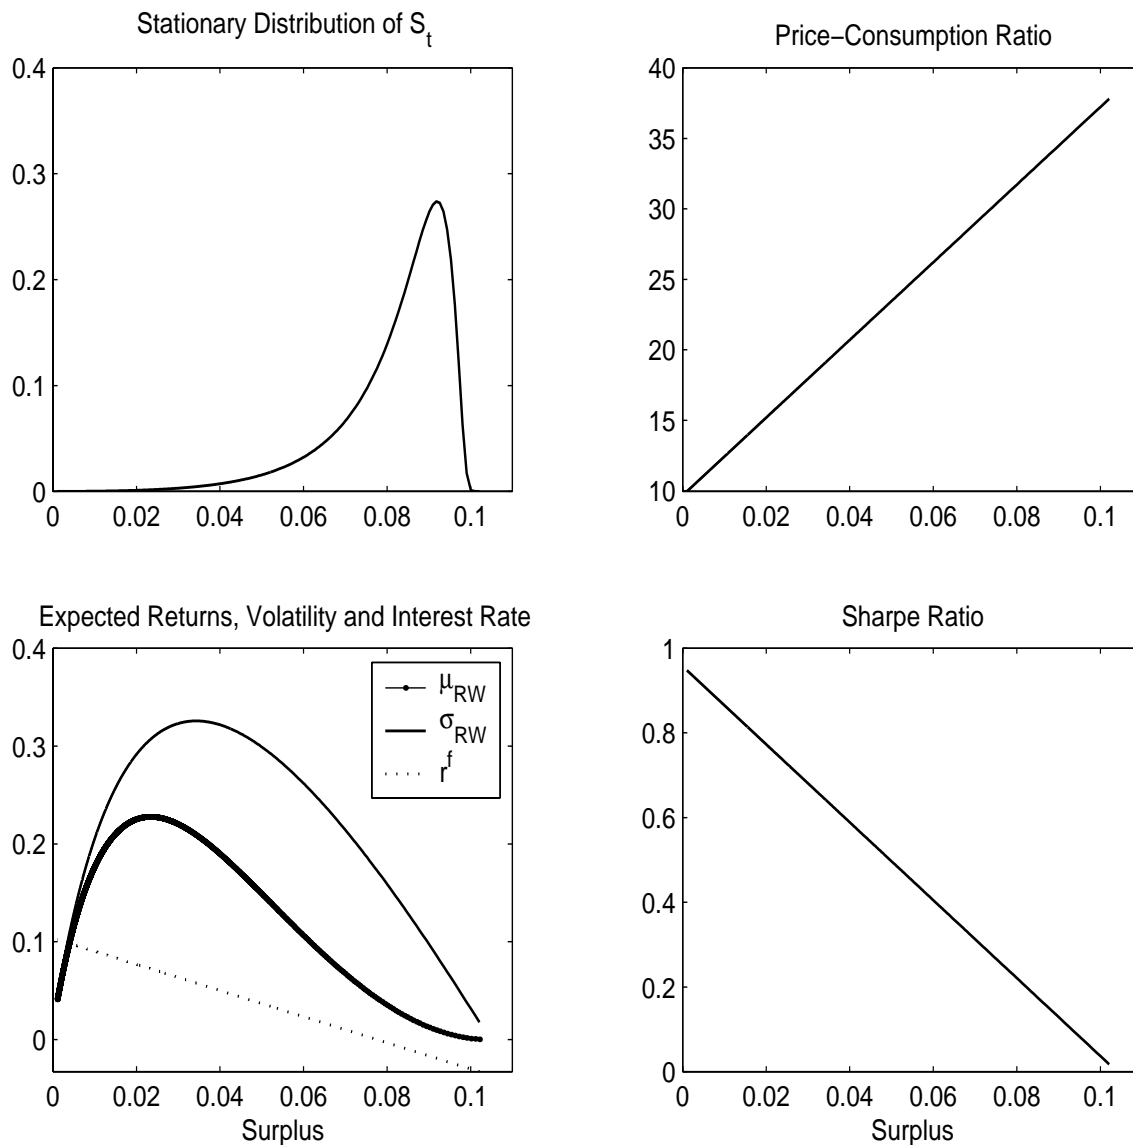 Stationary Distribution of S_t
0.4
0.3
0.2
0.1
0
0 0.02 0.04 0.06 0.08 0.1
Price−Consumption Ratio
40
35
30
25
20
15
10
0 0.02 0.04 0.06 0.08 0.1
Expected Returns, Volatility and Interest Rate
0.4
0.3
0.2
0.1
0
μ_RW
σ_RW
r^f
0 0.02 0.04 0.06 0.08 0.1
Surplus
Sharpe Ratio
1
0.8
0.6
0.4
0.2
0
0 0.02 0.04 0.06 0.08 0.1
Surplus